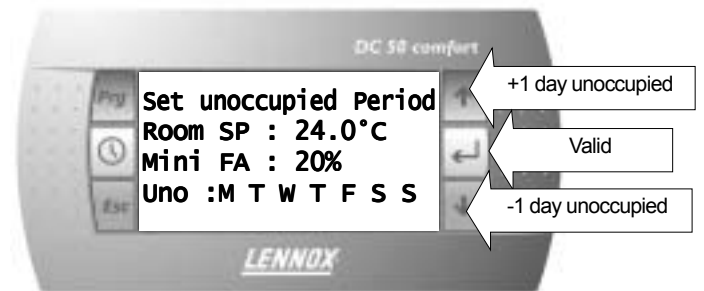 DC 50 comfort
Prg
Set unoccupied Period
Room SP : 24.0°C
Mini FA : 20%
Uno :M T W T F S S
Esc
LENNOX
+1 day unoccupied
Valid
-1 day unoccupied